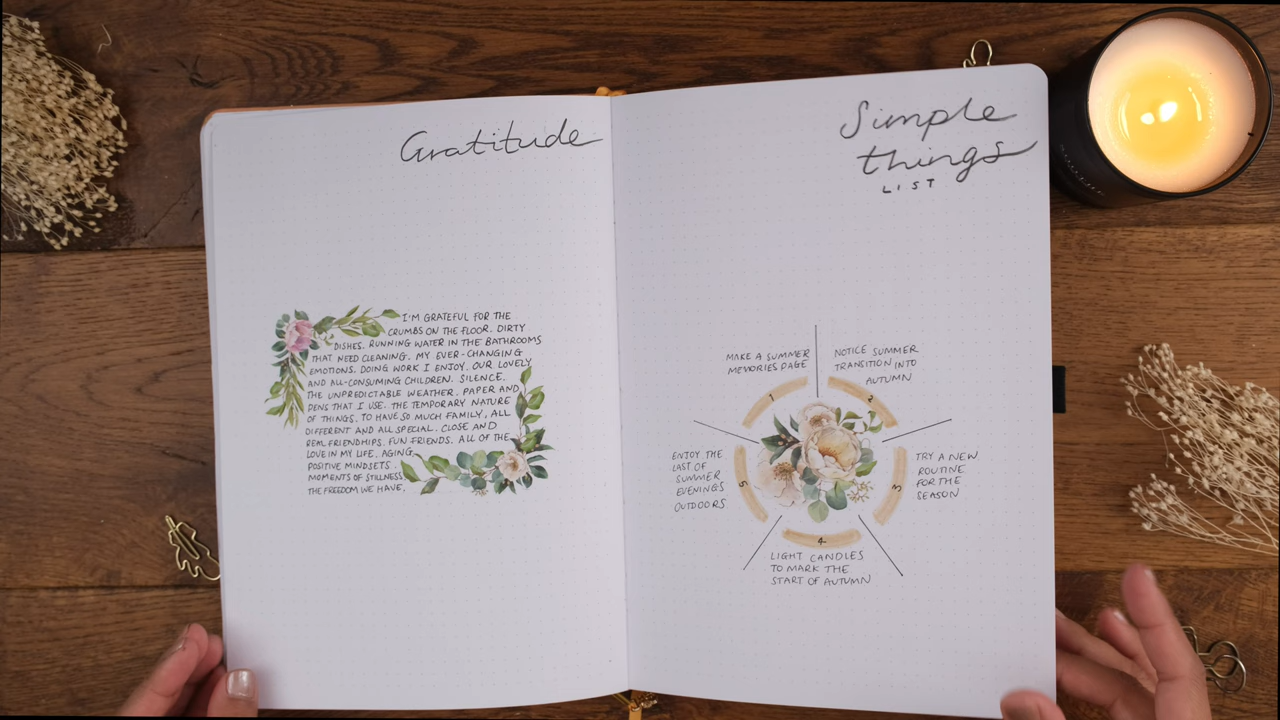 Gratitude
I'M GRATEFUL FOR THE
CRUMBS ON THE FLOOR. DIRTY
DISHES. RUNNING WATER IN THE BATHROOMS
THAT NEED CLEANING. MY EVER-CHANGING
EMOTIONS. DOING WORK I ENJOY. OUR LOVELY
AND ALL-CONSUMING CHILDREN. SILENCE.
THE UNPREDICTABLE WEATHER. PAPER AND
PENS THAT I USE. THE TEMPORARY NATURE
OF THINGS. TO HAVE SO MUCH FAMILY, ALL
DIFFERENT AND ALL SPECIAL. CLOSE AND
REAL FRIENDSHIPS. FUN FRIENDS. ALL OF THE
LOVE IN MY LIFE. AGING.
POSITIVE MINDSETS.
MOMENTS OF STILLNESS.
THE FREEDOM WE HAVE.
Simple
things
LIST
MAKE A SUMMER
MEMORIES PAGE
1
NOTICE SUMMER
TRANSITION INTO
AUTUMN
2
TRY A NEW
ROUTINE
FOR THE
SEASON
3
4
LIGHT CANDLES
TO MARK THE
START OF AUTUMN
ENJOY THE
LAST OF
SUMMER
EVENINGS
OUTDOORS
5